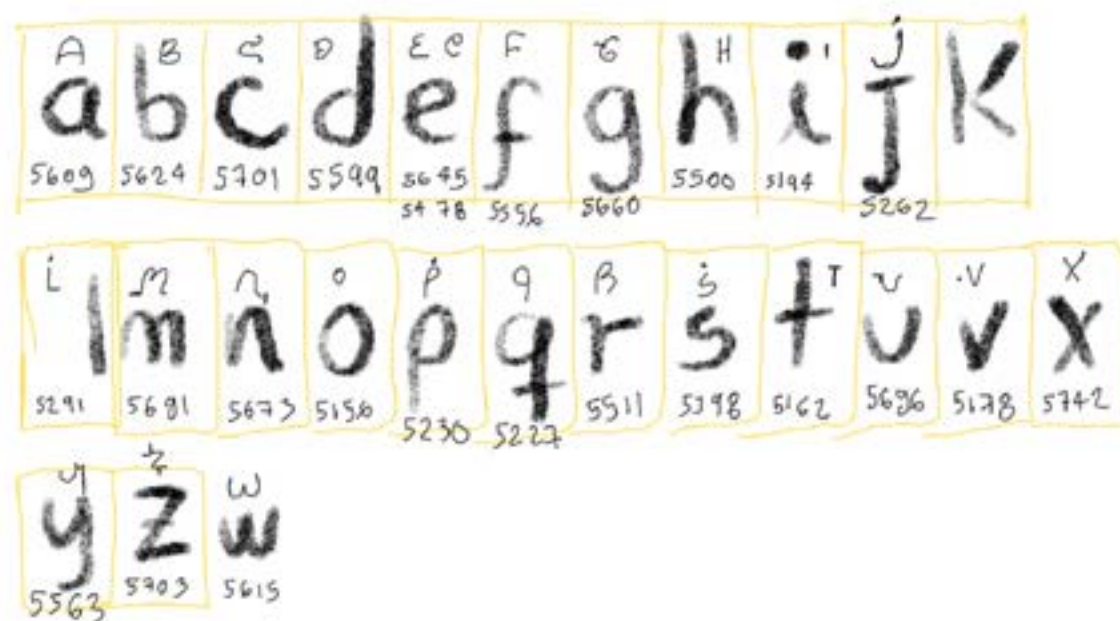 A B C D E e F G H I J
a b c d e f g h i j k
5609 5624 5701 5599 5645 5500 5194
5478 5556 5660 5262
L M n o p q R s T U V X
l m n o p q r s t u v x
5291 5681 5673 5156 5511 5398 5162 5696 5178 5742
5230 5227
y z W
y z w
5703 5615
5563